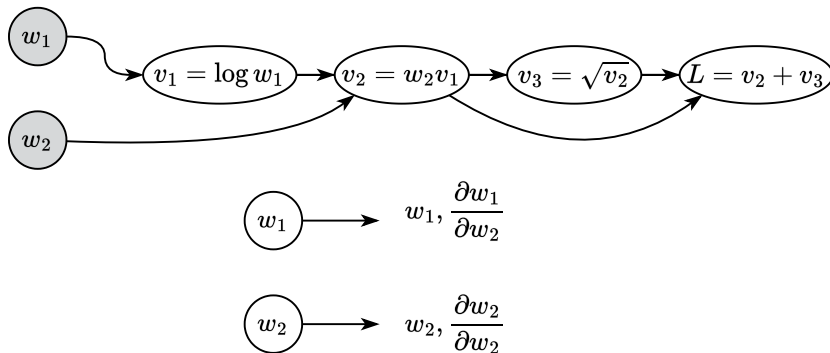 w₁
v₁ = log w₁
v₂ = w₂v₁
v₃ = √v₂
L = v₂ + v₃
w₂
w₁
w₁, ∂w₁/∂w₂
w₂
w₂, ∂w₂/∂w₂